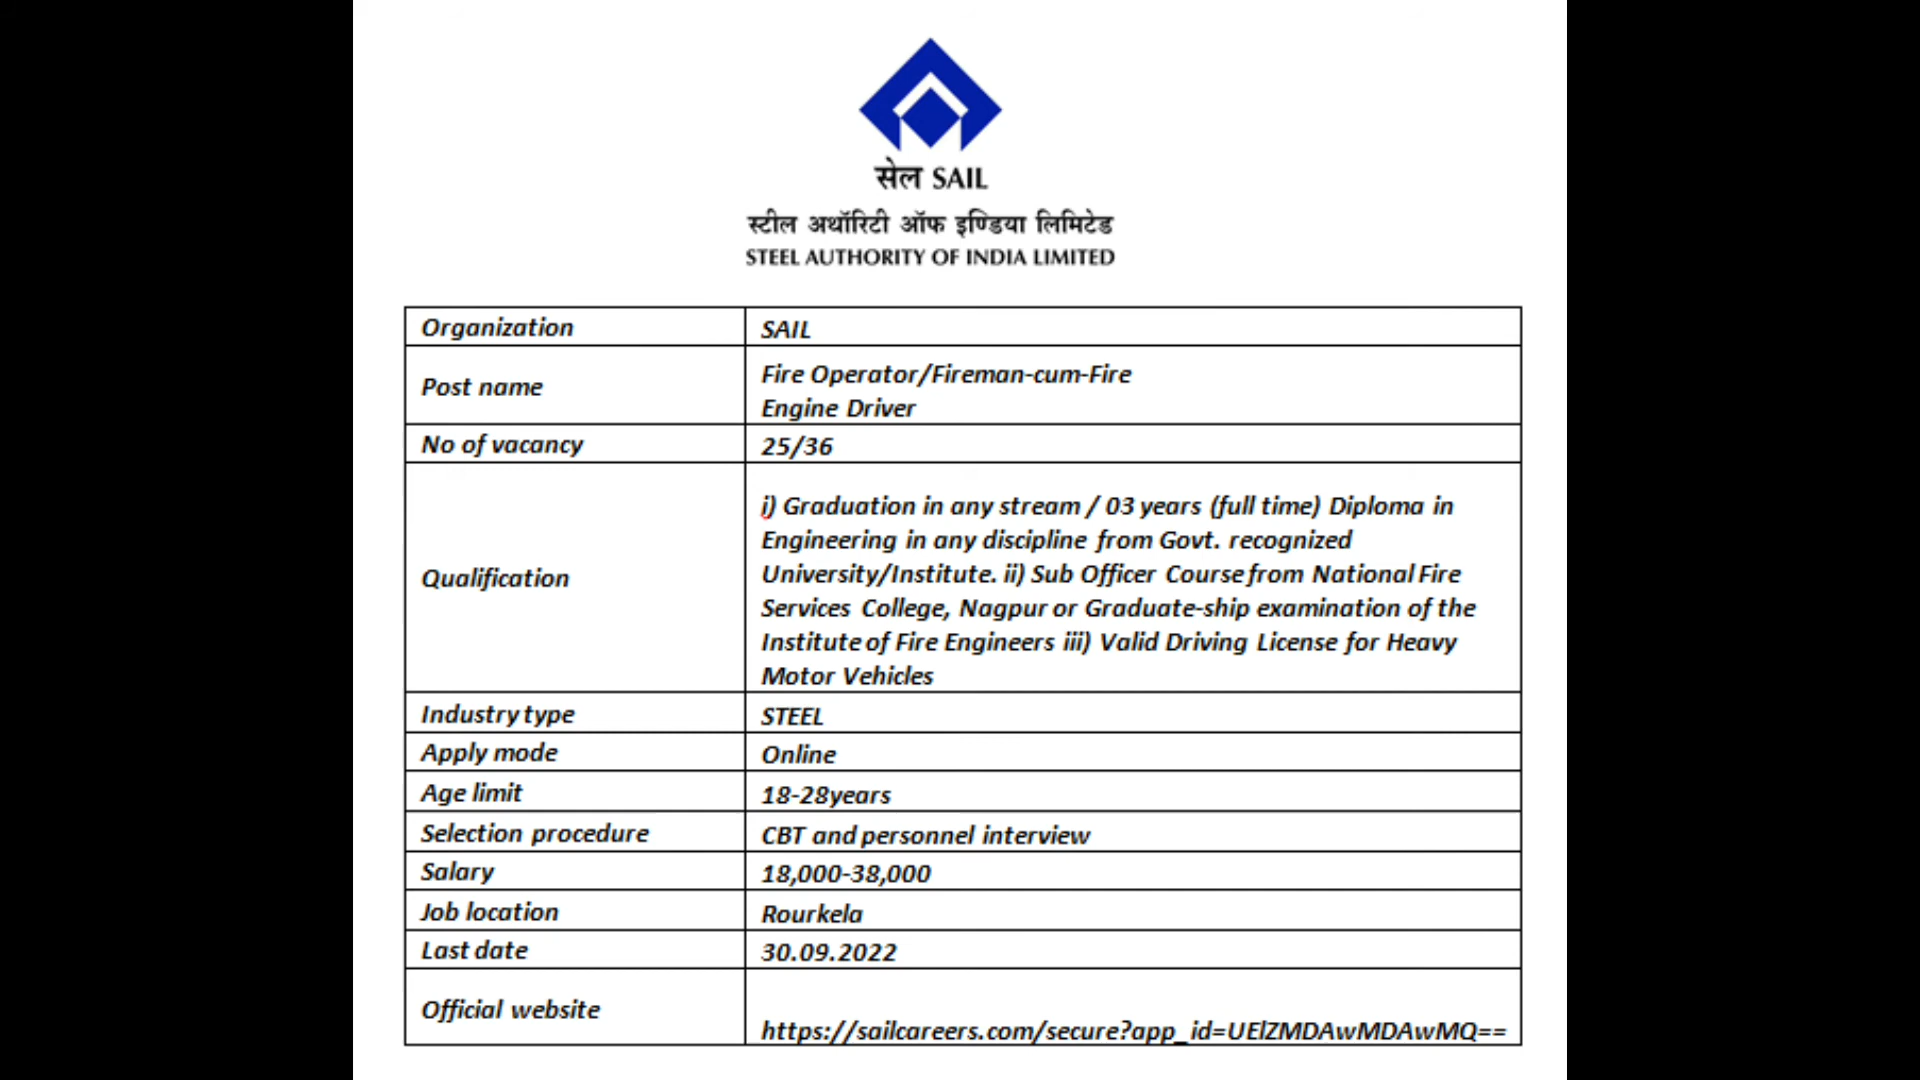 सेल SAIL
स्टील अथॉरिटी ऑफ इण्डिया लिमिटेड
STEEL AUTHORITY OF INDIA LIMITED
Organization SAIL
Post name Fire Operator/Fireman-cum-Fire
Engine Driver
No of vacancy 25/36
Qualification
i) Graduation in any stream / 03 years (full time) Diploma in
Engineering in any discipline from Govt. recognized
University/Institute. ii) Sub Officer Course from National Fire
Services College, Nagpur or Graduate-ship examination of the
Institute of Fire Engineers iii) Valid Driving License for Heavy
Motor Vehicles
Industry type STEEL
Apply mode Online
Age limit 18-28years
Selection procedure CBT and personnel interview
Salary 18,000-38,000
Job location Rourkela
Last date 30.09.2022
Official website
https://sailcareers.com/secure?app_id=UElZMDAwMDAwMQ==